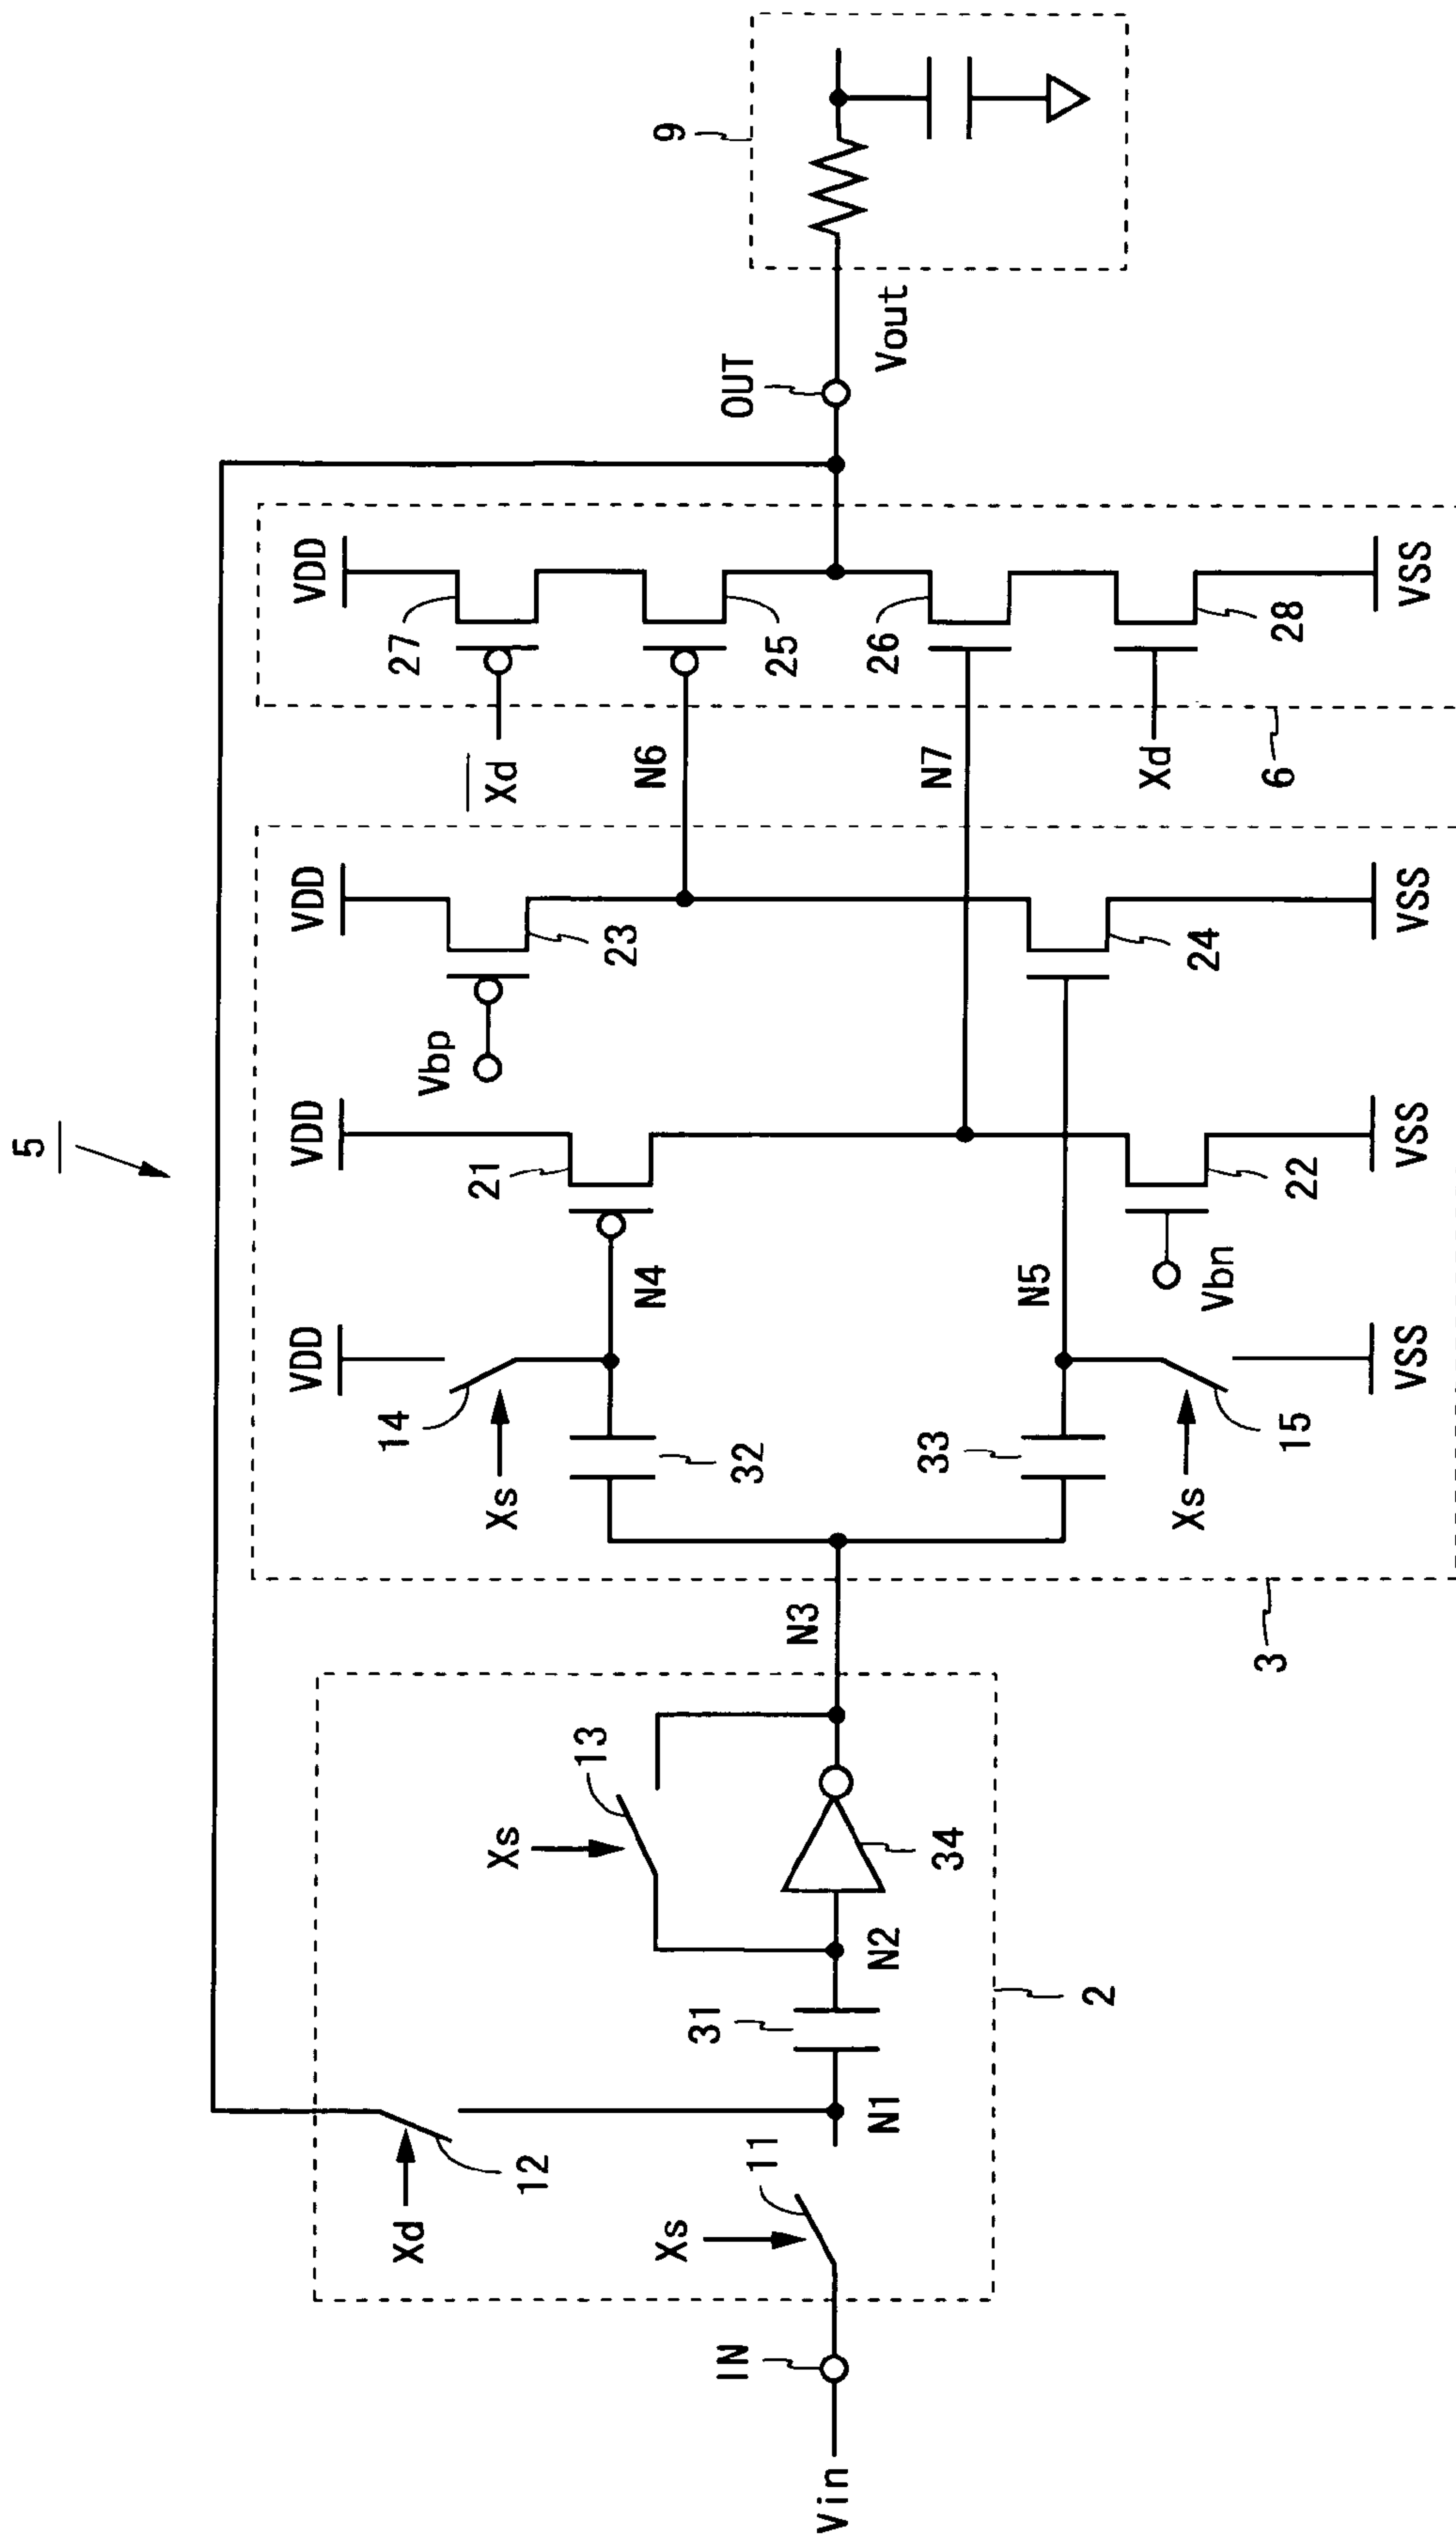 5
Vin
IN
Xs
11
Xd
12
N1
31
N2
Xs
13
34
2
N3
3
Xs
14
VDD
32
N4
33
N5
Xs
15
VSS
VDD
21
Vbn
22
VSS
Vbp
VDD
23
24
VSS
Xd
N6
N7
Xd
6
VDD
27
25
26
28
VSS
OUT
Vout
9